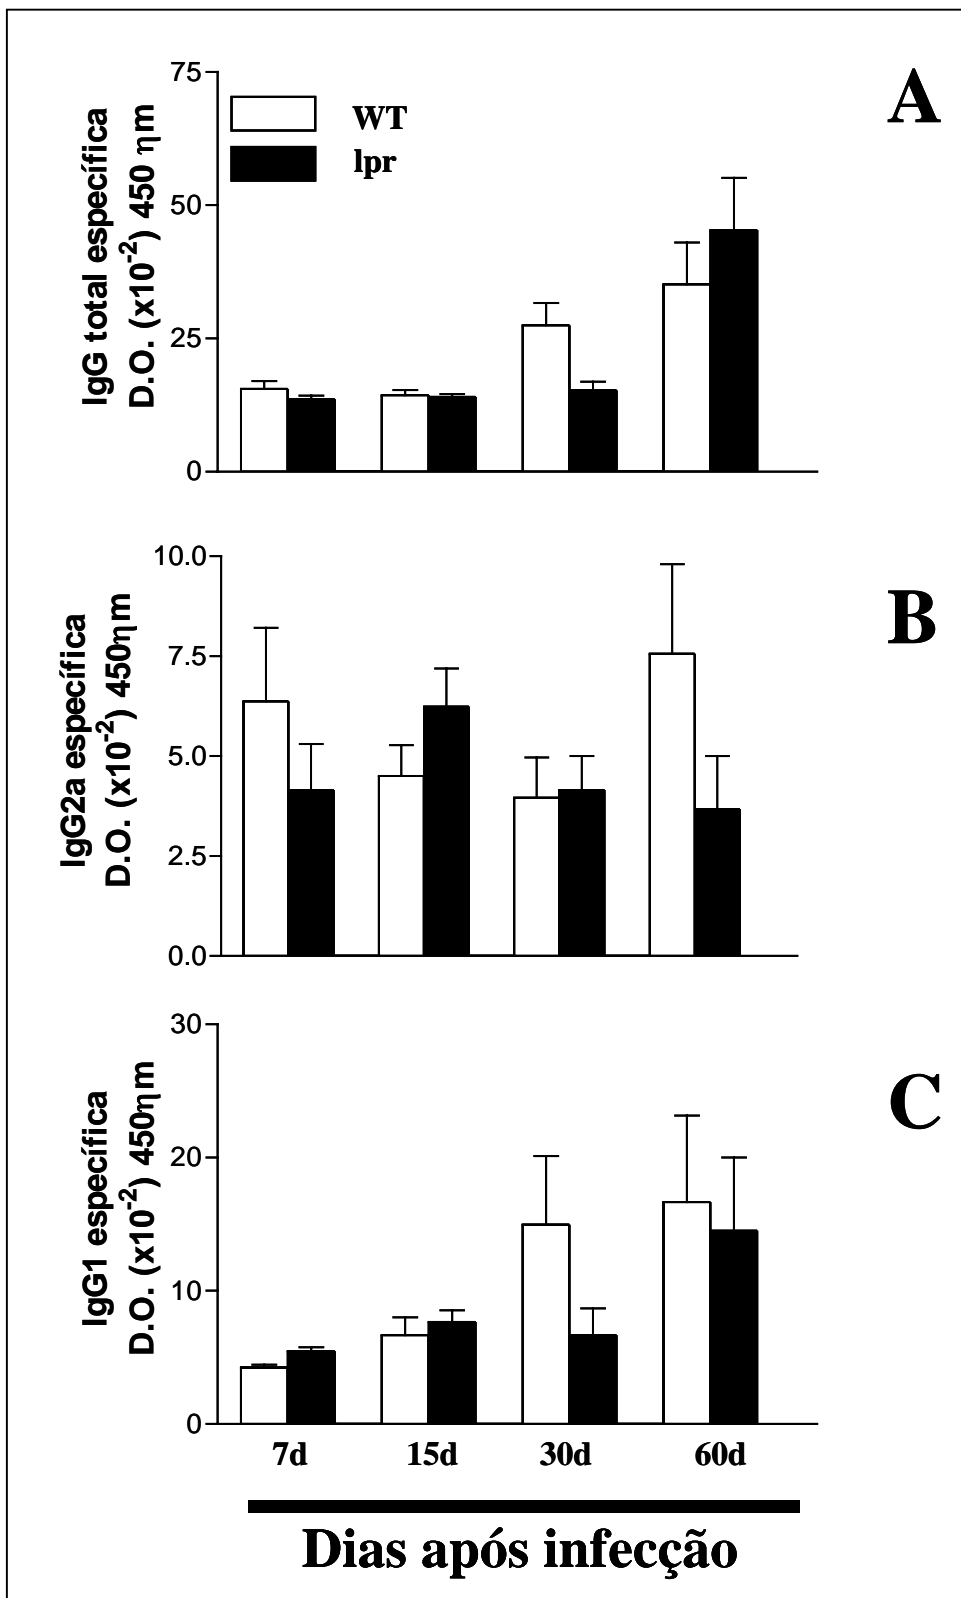 A
IgG total específica
D.O. (x10-2) 450 ηm
75
50
25
0
WT
lpr
B
IgG2a específica
D.O. (x10-2) 450ηm
10.0
7.5
5.0
2.5
0.0
C
IgG1 específica
D.O. (x10-2) 450ηm
30
20
10
0
7d 15d 30d 60d
Dias após infecção